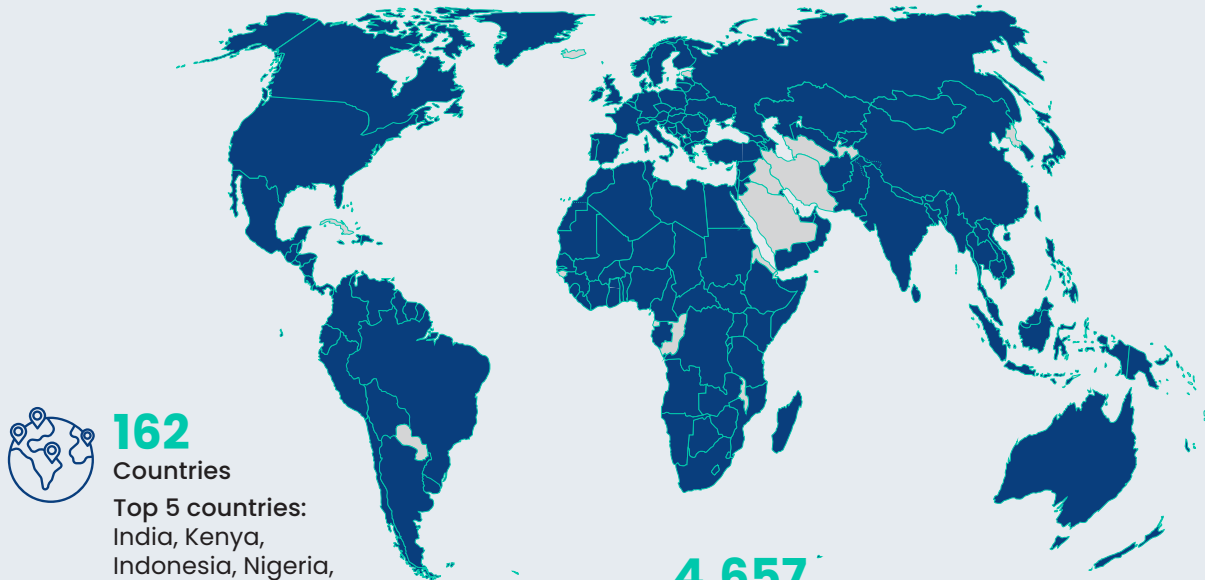 162
Countries
Top 5 countries:
India, Kenya,
Indonesia, Nigeria,
4,657